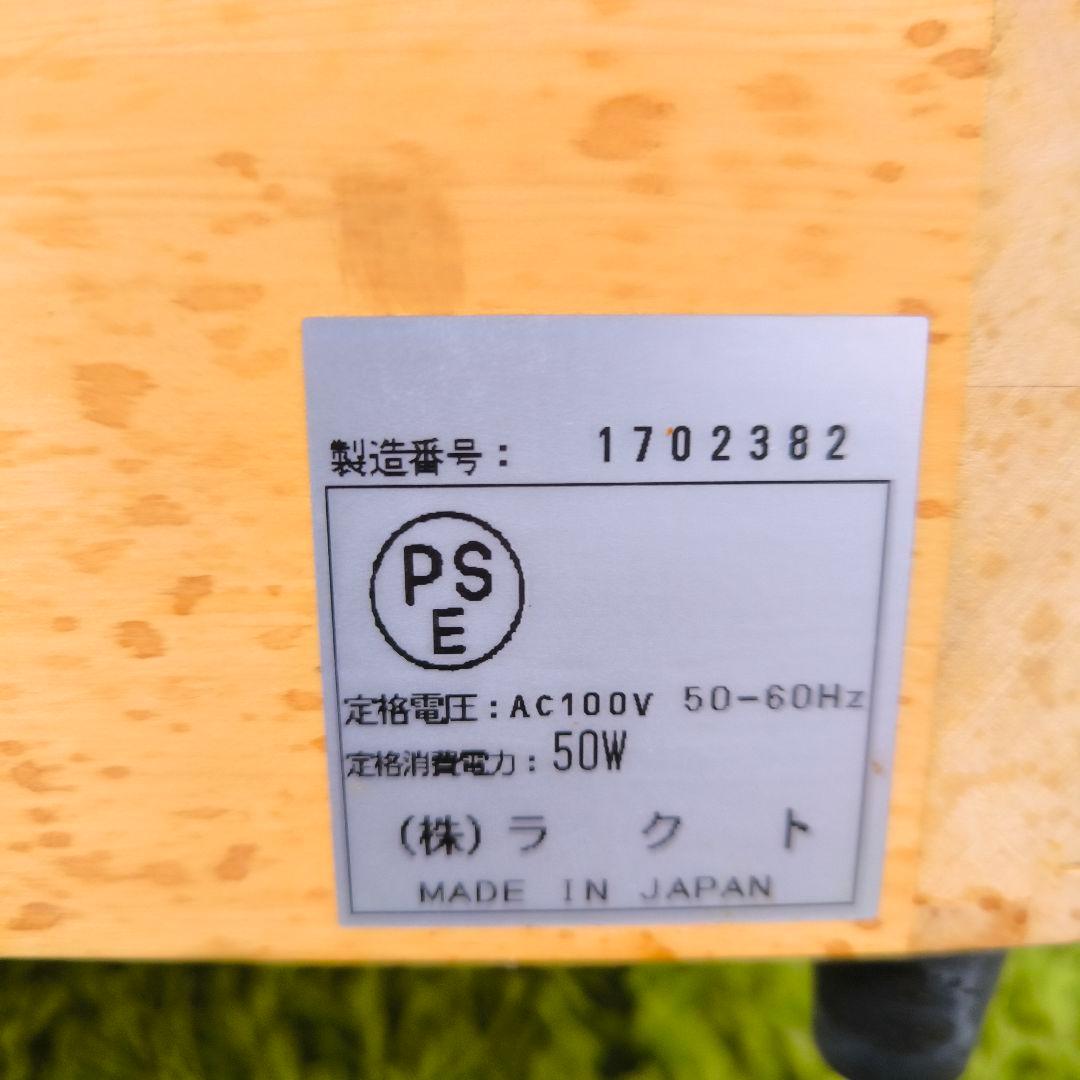 製造番号： 1702382
PS
E
定格電圧：AC100V 50-60Hz
定格消費電力：50W
(株)ラクト
MADE IN JAPAN